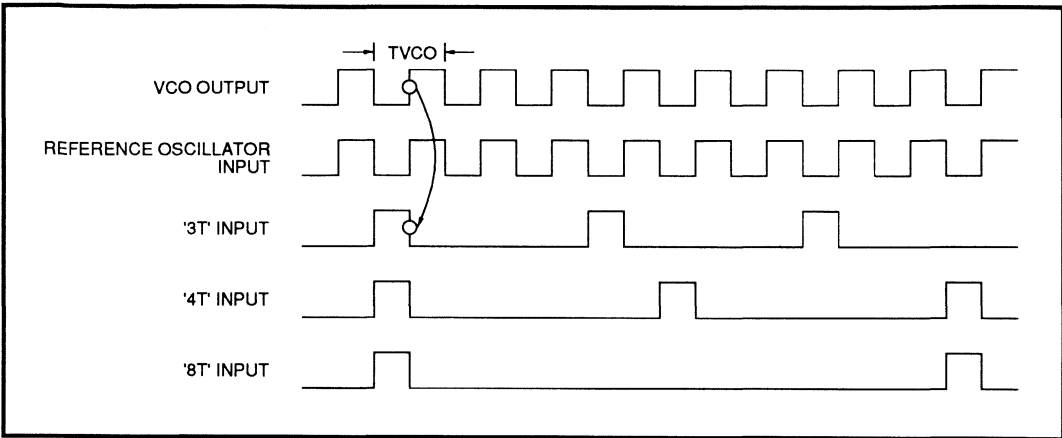 TVCO
VCO OUTPUT
REFERENCE OSCILLATOR
INPUT
'3T' INPUT
'4T' INPUT
'8T' INPUT